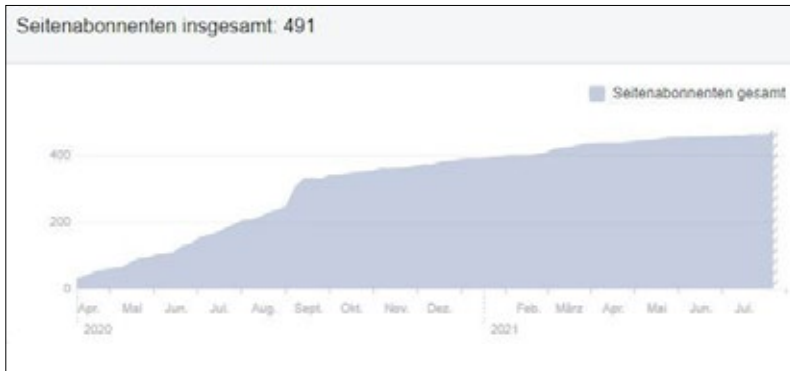 Seitenabonnenten insgesamt: 491
Seitenabonnenten gesamt
400
200
0
Apr. Mai Jun. Jul. Aug. Sept. Okt. Nov. Dez. Feb. März Apr. Mai Jun. Jul.
2020 2021